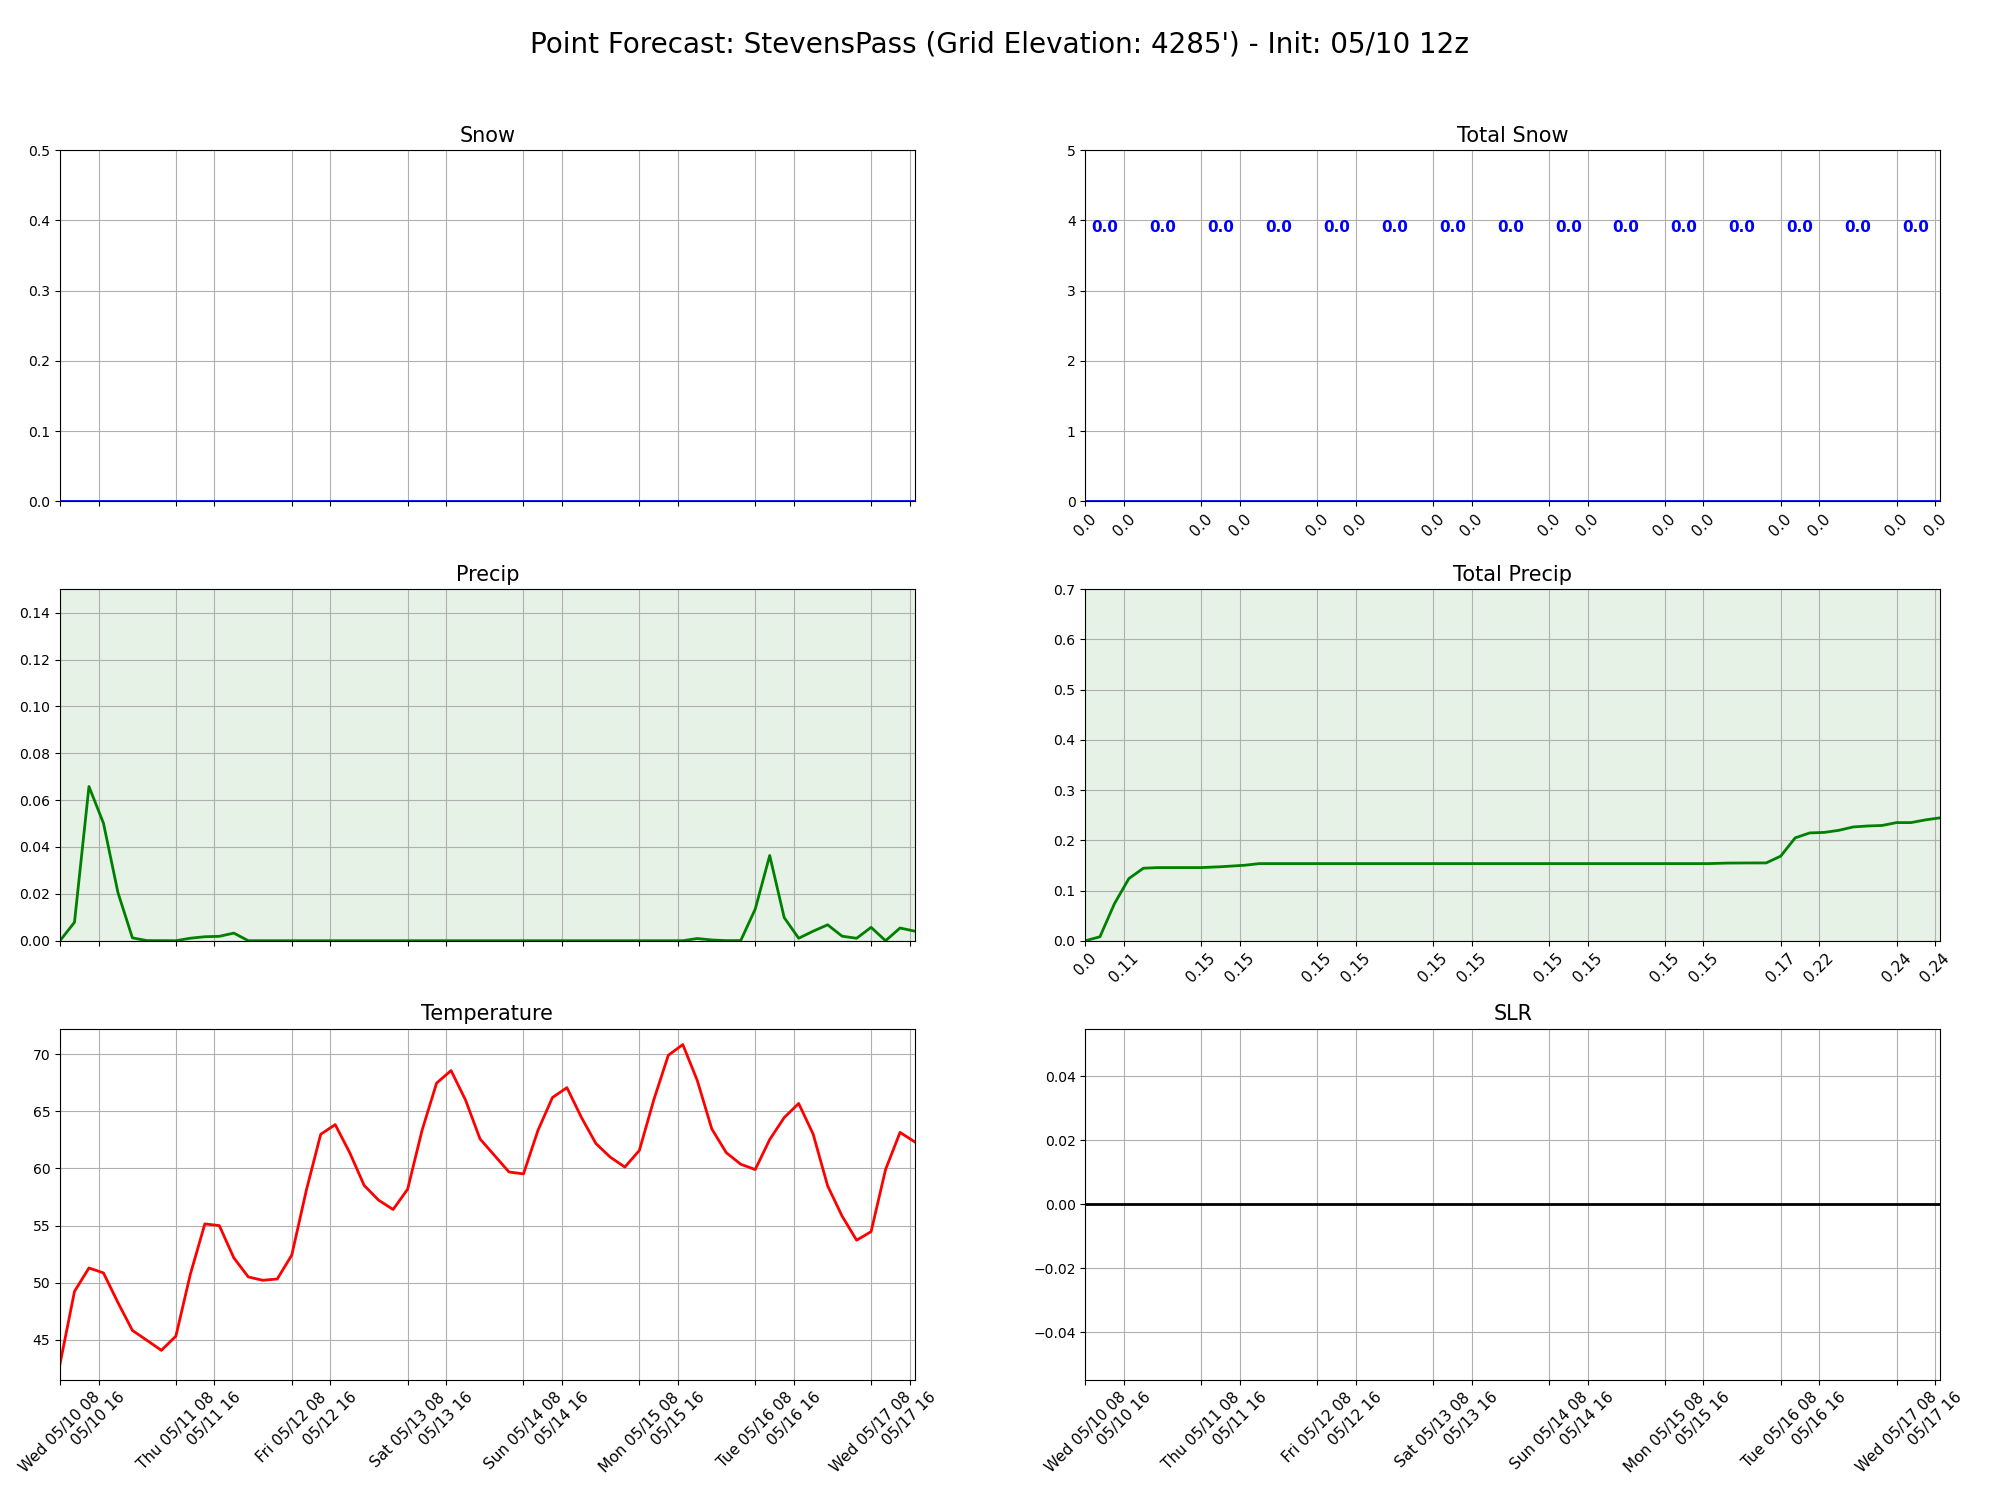 Point Forecast: StevensPass (Grid Elevation: 4285') - Init: 05/10 12z
Snow
0.5
0.4
0.3
0.2
0.1
0.0
Total Snow
5
4
3
2
1
0
0.0 0.0 0.0 0.0 0.0 0.0 0.0 0.0 0.0 0.0 0.0 0.0 0.0 0.0 0.0
0.0 0.0 0.0 0.0 0.0 0.0 0.0 0.0 0.0 0.0 0.0 0.0 0.0 0.0 0.0 0.0
Precip
0.14
0.12
0.10
0.08
0.06
0.04
0.02
0.00
Total Precip
0.7
0.6
0.5
0.4
0.3
0.2
0.1
0.0
0.0 0.11 0.15 0.15 0.15 0.15 0.15 0.15 0.15 0.15 0.15 0.15 0.17 0.22 0.24 0.24
Temperature
70
65
60
55
50
45
Wed 05/10 08
05/10 16
Thu 05/11 08
05/11 16
Fri 05/12 08
05/12 16
Sat 05/13 08
05/13 16
Sun 05/14 08
05/14 16
Mon 05/15 08
05/15 16
Tue 05/16 08
05/16 16
Wed 05/17 08
05/17 16
SLR
0.04
0.02
0.00
−0.02
−0.04
Wed 05/10 08
05/10 16
Thu 05/11 08
05/11 16
Fri 05/12 08
05/12 16
Sat 05/13 08
05/13 16
Sun 05/14 08
05/14 16
Mon 05/15 08
05/15 16
Tue 05/16 08
05/16 16
Wed 05/17 08
05/17 16